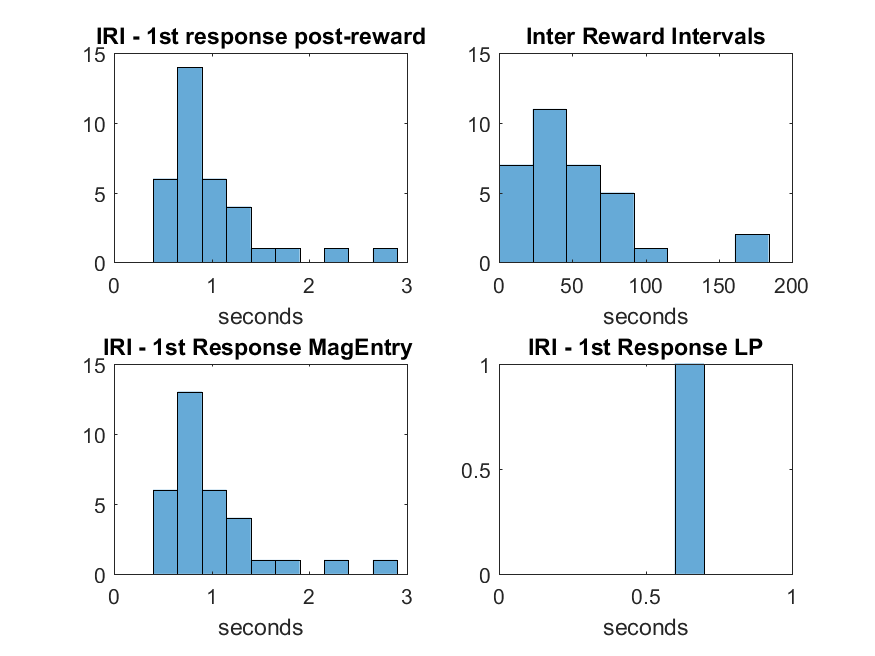 IRI - 1st response post-reward
15
10
5
0
0 1 2 3
seconds
Inter Reward Intervals
15
10
5
0
0 50 100 150 200
seconds
IRI - 1st Response MagEntry
15
10
5
0
0 1 2 3
seconds
IRI - 1st Response LP
1
0.5
0
0 0.5 1
seconds